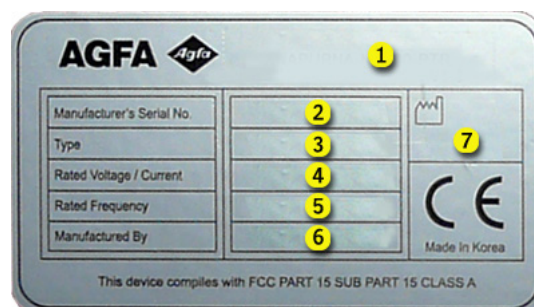 AGFA Agfa
1
Manufacturer's Serial No. 2
Type 3
Rated Voltage / Current 4
Rated Frequency 5
Manufactured By 6
7
CE
Made In Korea
This device compiles with FCC PART 15 SUB PART 15 CLASS A